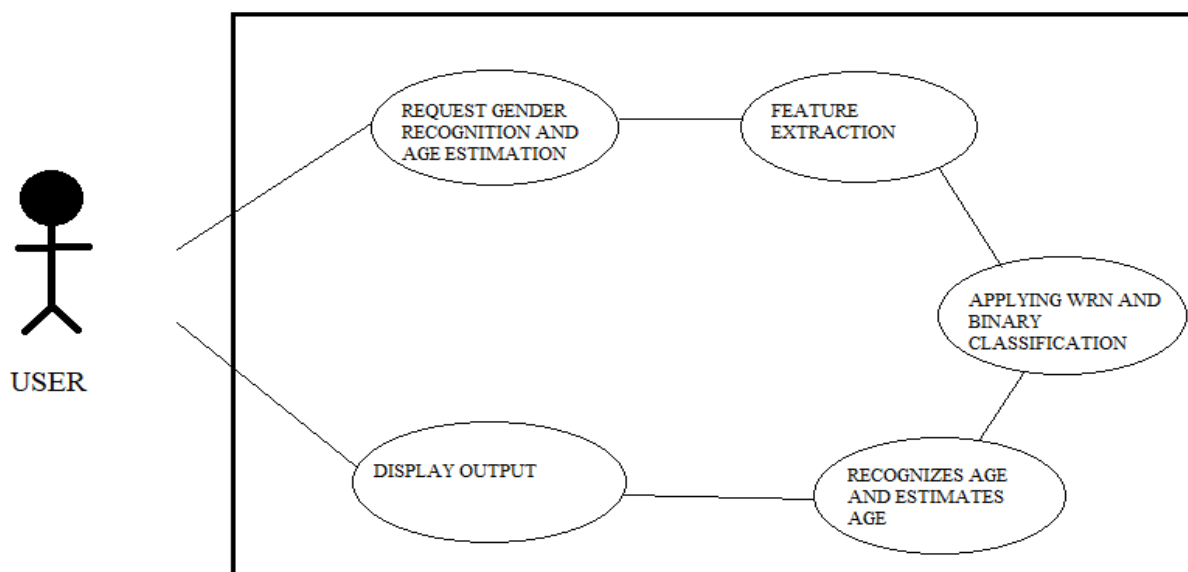 REQUEST GENDER
RECOGNITION AND
AGE ESTIMATION
FEATURE
EXTRACTION
APPLYING WRN AND
BINARY
CLASSIFICATION
USER
DISPLAY OUTPUT
RECOGNIZES AGE
AND ESTIMATES
AGE